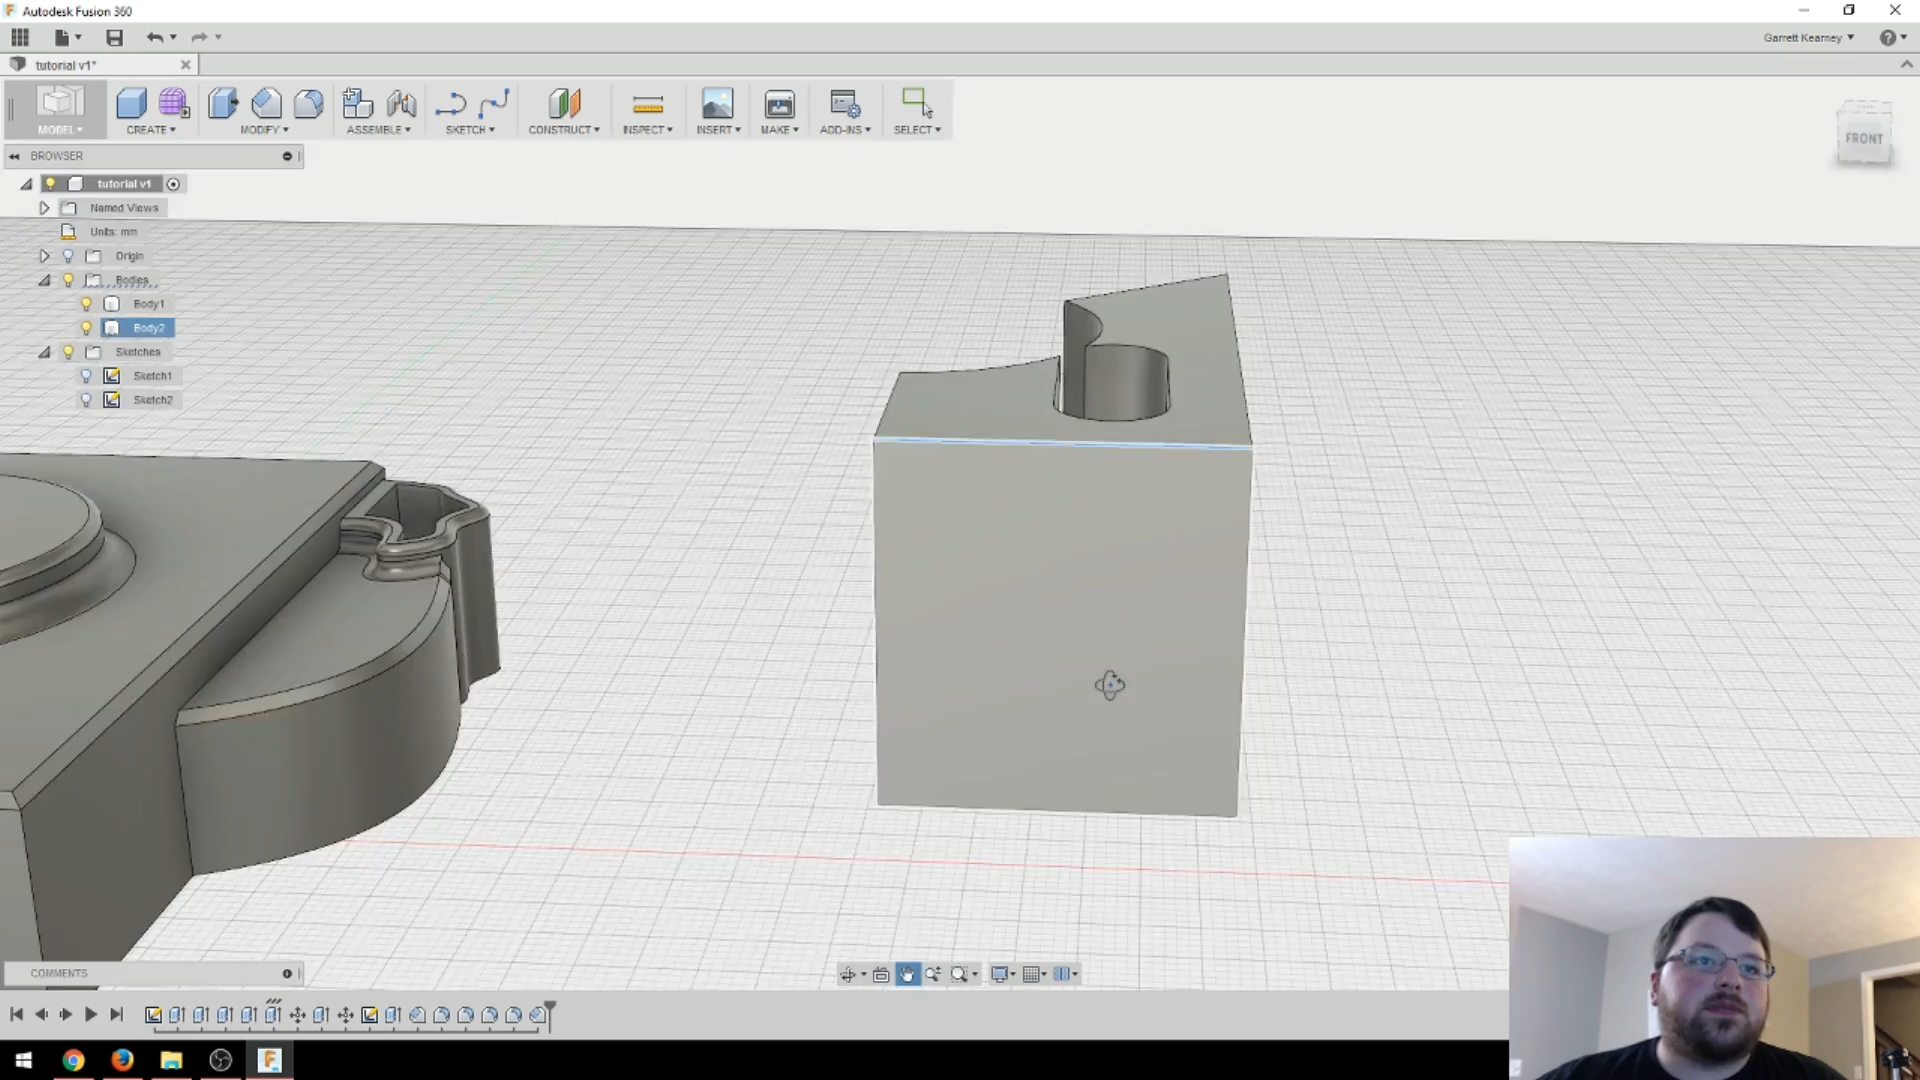 Autodesk Fusion 360
Garrett Kearney
tutorial v1*
MODEL
CREATE
MODIFY
ASSEMBLE
SKETCH
CONSTRUCT
INSPECT
INSERT
MAKE
ADD-INS
SELECT
FRONT
BROWSER
tutorial v1
Named Views
Units: mm
Origin
Bodies
Body1
Body2
Sketches
Sketch1
Sketch2
COMMENTS